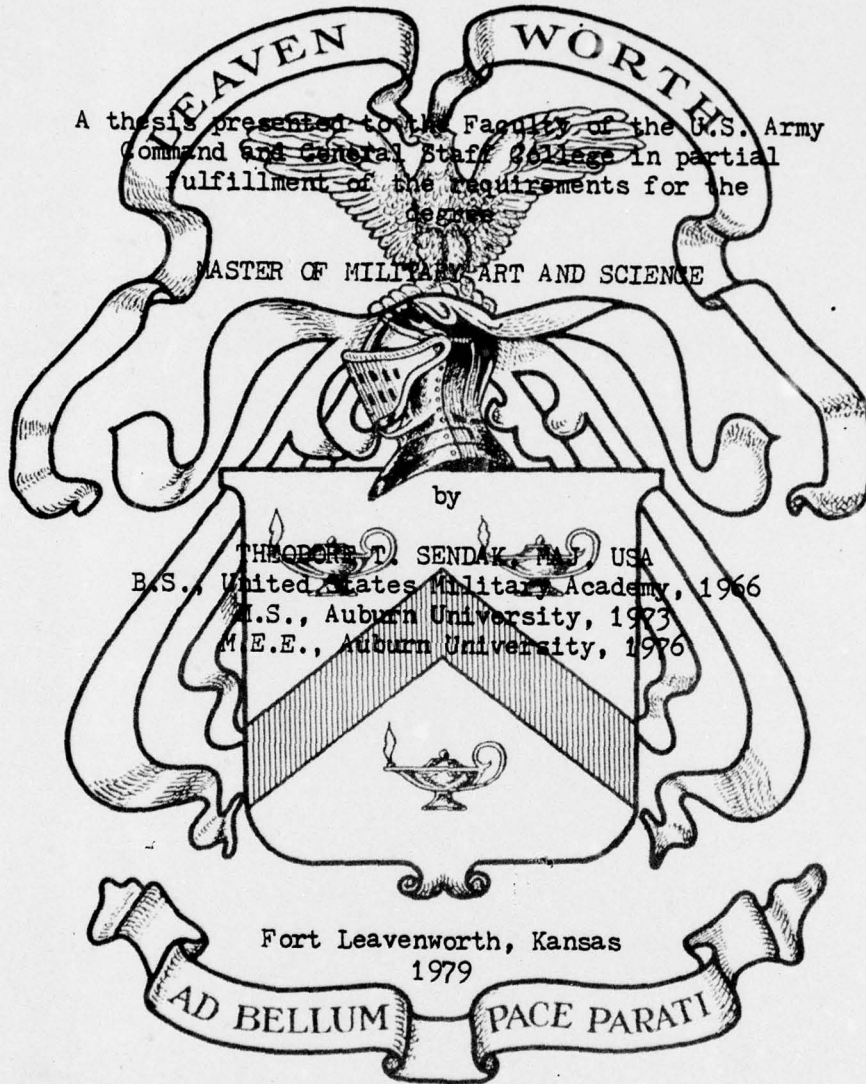 LEAVEN WORTH
A thesis presented to the Faculty of the U.S. Army
Command and General Staff College in partial
fulfillment of the requirements for the
degree
MASTER OF MILITARY ART AND SCIENCE
by
THEODORE T. SENDAK, MAJ, USA
B.S., United States Military Academy, 1966
M.S., Auburn University, 1973
M.E.E., Auburn University, 1976
Fort Leavenworth, Kansas
1979
AD BELLUM PACE PARATI